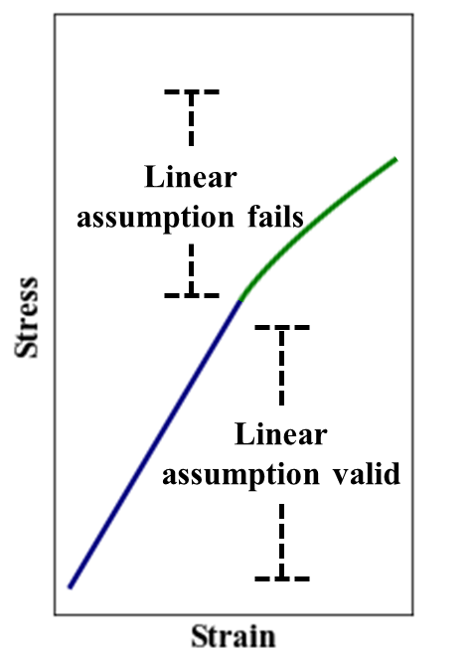 Linear
assumption fails
Stress
Linear
assumption valid
Strain